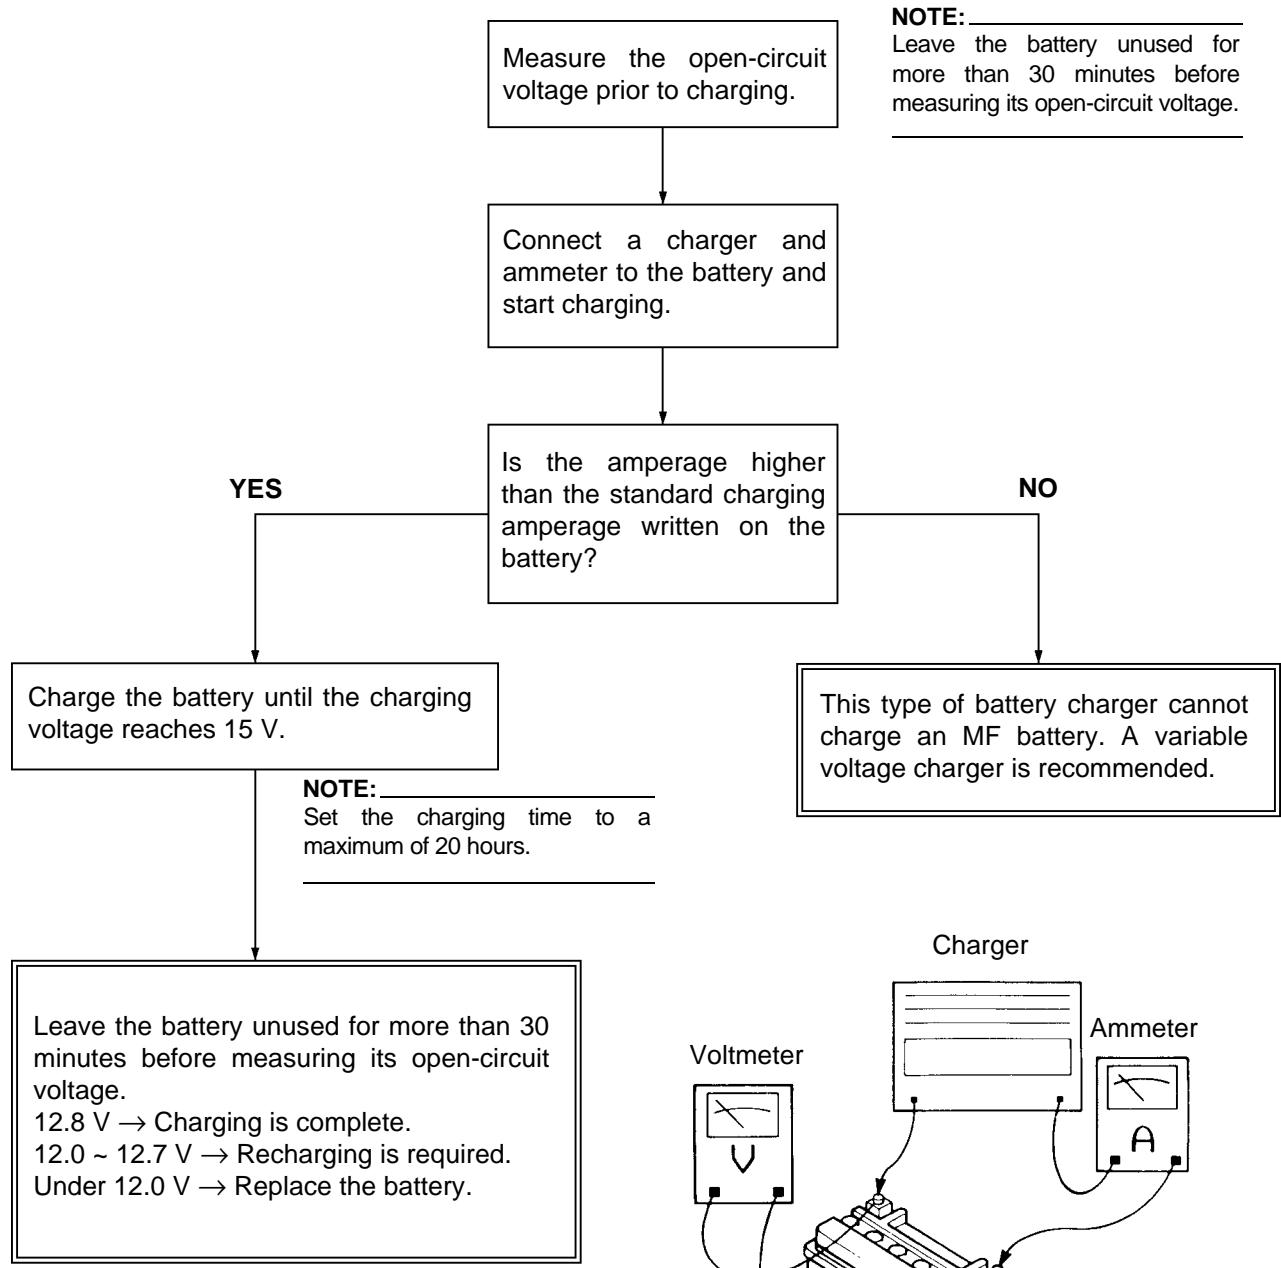 Measure the open-circuit
voltage prior to charging.
NOTE:
Leave the battery unused for
more than 30 minutes before
measuring its open-circuit voltage.
Connect a charger and
ammeter to the battery and
start charging.
Is the amperage higher
than the standard charging
amperage written on the
battery?
YES
NO
Charge the battery until the charging
voltage reaches 15 V.
NOTE:
Set the charging time to a
maximum of 20 hours.
This type of battery charger cannot
charge an MF battery. A variable
voltage charger is recommended.
Leave the battery unused for more than 30
minutes before measuring its open-circuit
voltage.
12.8 V → Charging is complete.
12.0 ~ 12.7 V → Recharging is required.
Under 12.0 V → Replace the battery.
Charger
Ammeter
Voltmeter
V
A